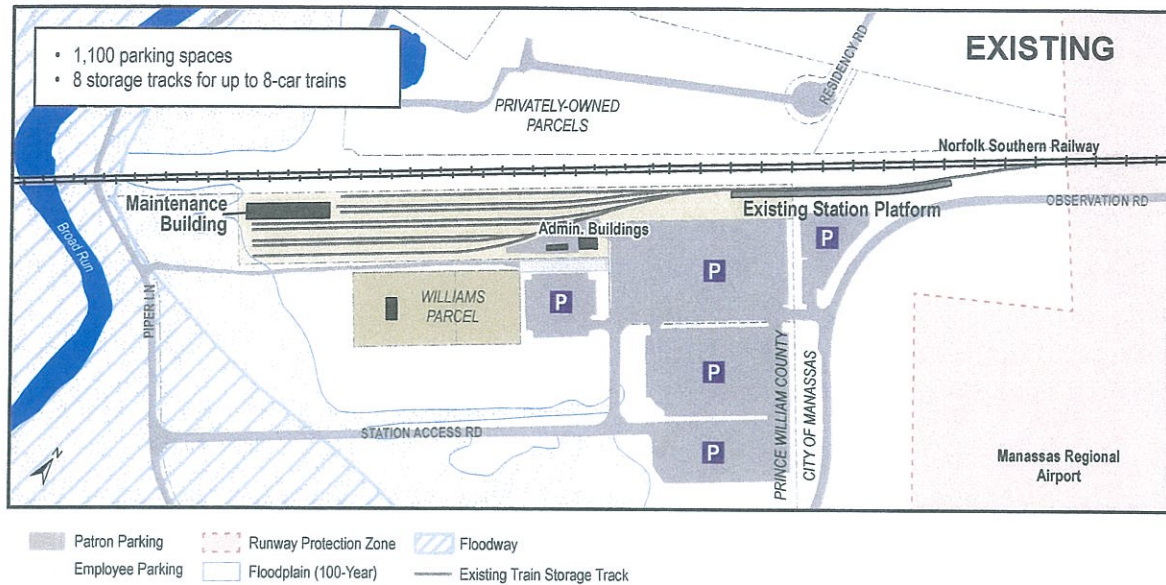 • 1,100 parking spaces
• 8 storage tracks for up to 8-car trains
EXISTING
RESIDENCY RD
PRIVATELY-OWNED
PARCELS
Norfolk Southern Railway
Maintenance
Building
Admin. Buildings
Existing Station Platform
OBSERVATION RD
Broad Run
PIPER LN
P
P
P
WILLIAMS
PARCEL
P
P
PRINCE WILLIAM COUNTY
CITY OF MANASSAS
STATION ACCESS RD
Manassas Regional
Airport
N
Patron Parking
Runway Protection Zone
Floodway
Employee Parking
Floodplain (100-Year)
Existing Train Storage Track